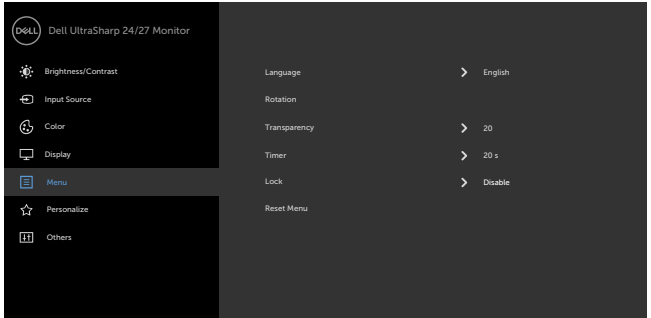 DELL Dell UltraSharp 24/27 Monitor
Brightness/Contrast
Input Source
Color
Display
Menu
Personalize
Others
Language English
Rotation
Transparency 20
Timer 20 s
Lock Disable
Reset Menu